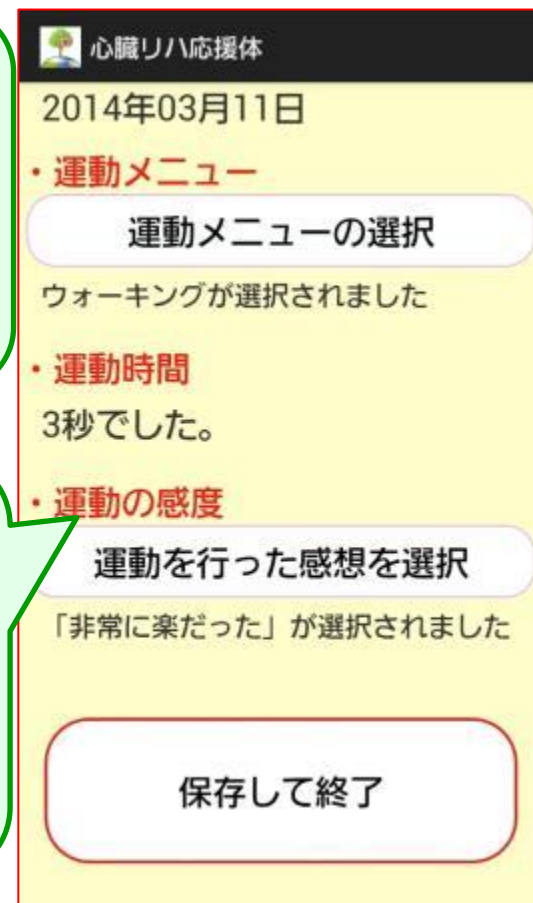 心臓リハ応援体
2014年03月11日
・運動メニュー
運動メニューの選択
ウォーキングが選択されました
・運動時間
3秒でした。
・運動の感度
運動を行った感想を選択
「非常に楽だった」が選択されました
保存して終了